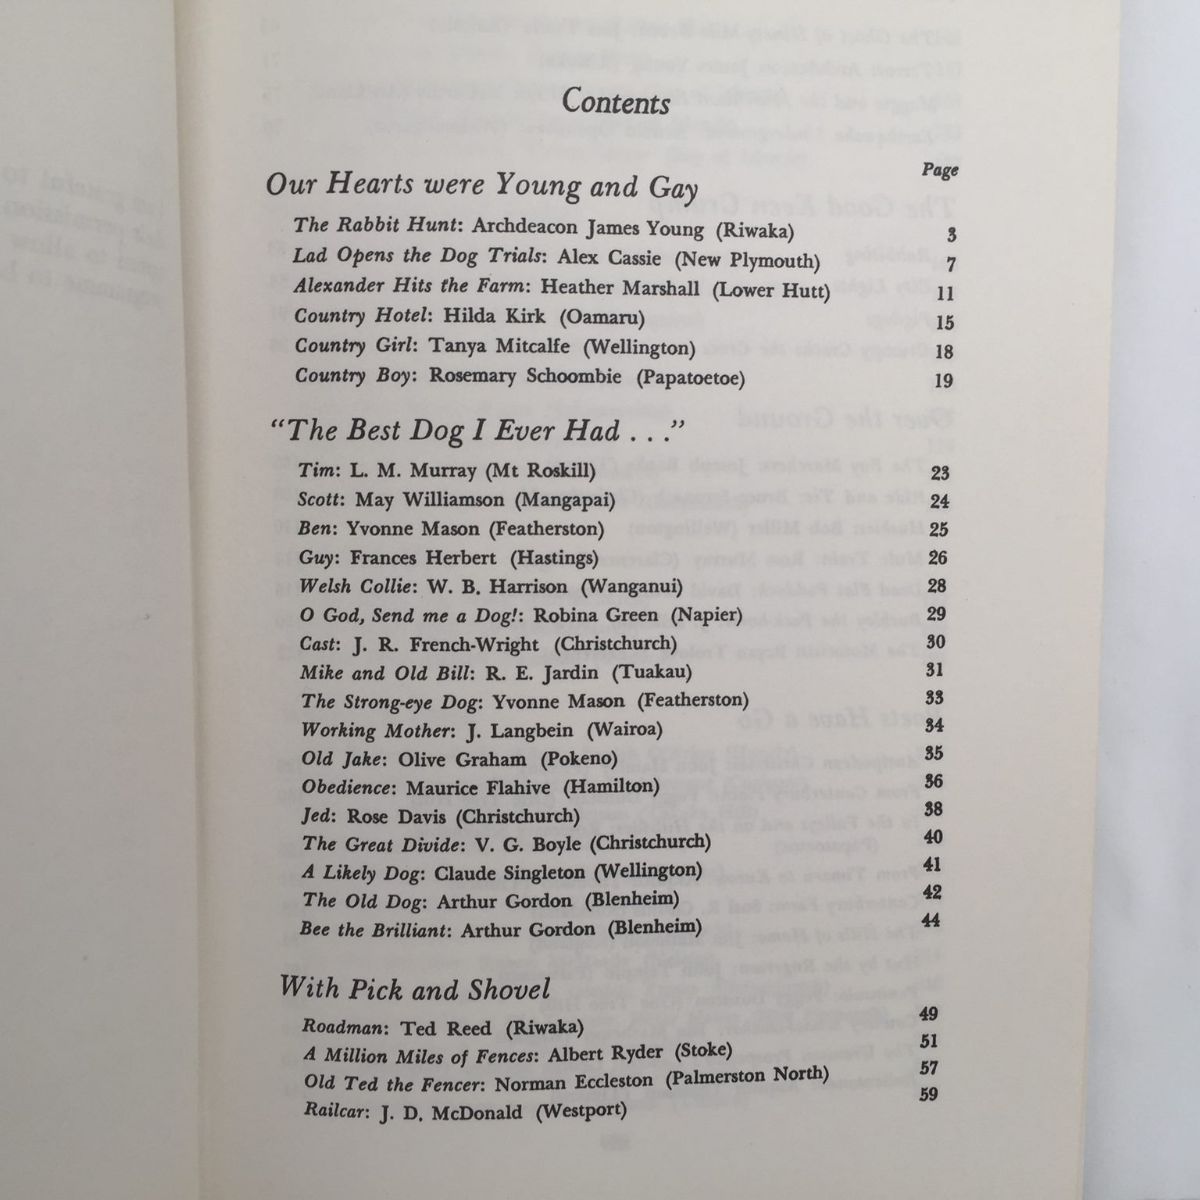 Contents
Page
Our Hearts were Young and Gay
The Rabbit Hunt: Archdeacon James Young (Riwaka) 3
Lad Opens the Dog Trials: Alex Cassie (New Plymouth) 7
Alexander Hits the Farm: Heather Marshall (Lower Hutt) 11
Country Hotel: Hilda Kirk (Oamaru) 15
Country Girl: Tanya Mitcalfe (Wellington) 18
Country Boy: Rosemary Schoombie (Papatoetoe) 19
“The Best Dog I Ever Had . . .”
Tim: L. M. Murray (Mt Roskill) 23
Scott: May Williamson (Mangapai) 24
Ben: Yvonne Mason (Featherston) 25
Guy: Frances Herbert (Hastings) 26
Welsh Collie: W. B. Harrison (Wanganui) 28
O God, Send me a Dog!: Robina Green (Napier) 29
Cast: J. R. French-Wright (Christchurch) 30
Mike and Old Bill: R. E. Jardin (Tuakau) 31
The Strong-eye Dog: Yvonne Mason (Featherston) 33
Working Mother: J. Langbein (Wairoa) 34
Old Jake: Olive Graham (Pokeno) 35
Obedience: Maurice Flahive (Hamilton) 36
Jed: Rose Davis (Christchurch) 38
The Great Divide: V. G. Boyle (Christchurch) 40
A Likely Dog: Claude Singleton (Wellington) 41
The Old Dog: Arthur Gordon (Blenheim) 42
Bee the Brilliant: Arthur Gordon (Blenheim) 44
With Pick and Shovel
Roadman: Ted Reed (Riwaka) 49
A Million Miles of Fences: Albert Ryder (Stoke) 51
Old Ted the Fencer: Norman Eccleston (Palmerston North) 57
Railcar: J. D. McDonald (Westport) 59